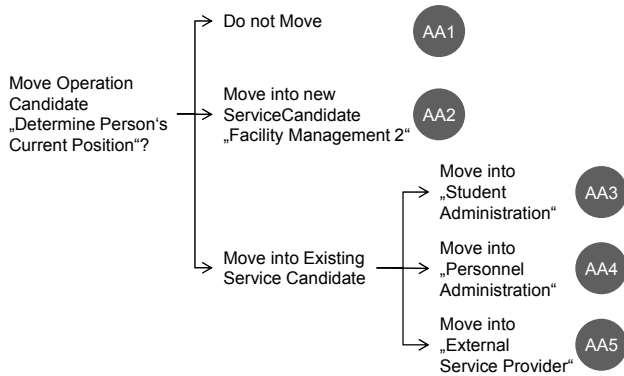 Do not Move
AA1
Move Operation
Candidate
„Determine Person‘s
Current Position“?
Move into new
ServiceCandidate
„Facility Management 2“
AA2
Move into
„Student
Administration“
AA3
Move into Existing
Service Candidate
Move into
„Personnel
Administration“
AA4
Move into
„External
Service Provider“
AA5